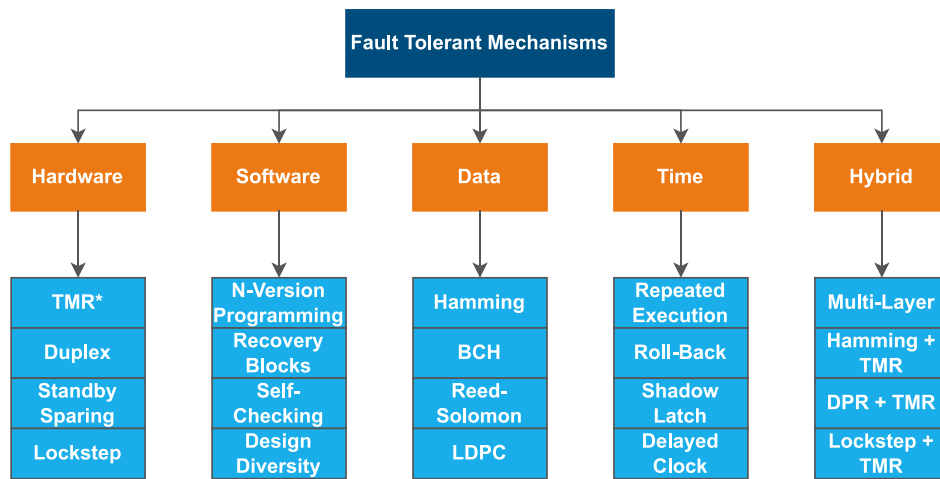 Fault Tolerant Mechanisms
Hardware
Software
Data
Time
Hybrid
TMR*
Duplex
Standby
Sparing
Lockstep
N-Version
Programming
Recovery
Blocks
Self-
Checking
Design
Diversity
Hamming
BCH
Reed-
Solomon
LDPC
Repeated
Execution
Roll-Back
Shadow
Latch
Delayed
Clock
Multi-Layer
Hamming +
TMR
DPR + TMR
Lockstep +
TMR